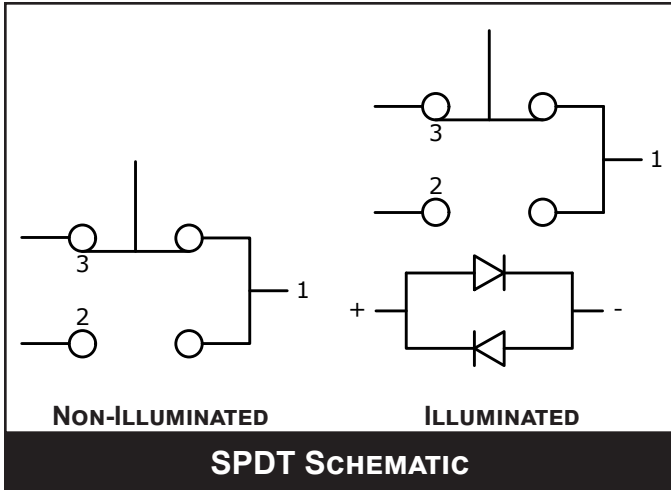 3
2
1
NON-ILLUMINATED
3
2
1
+ -
ILLUMINATED
SPDT SCHEMATIC